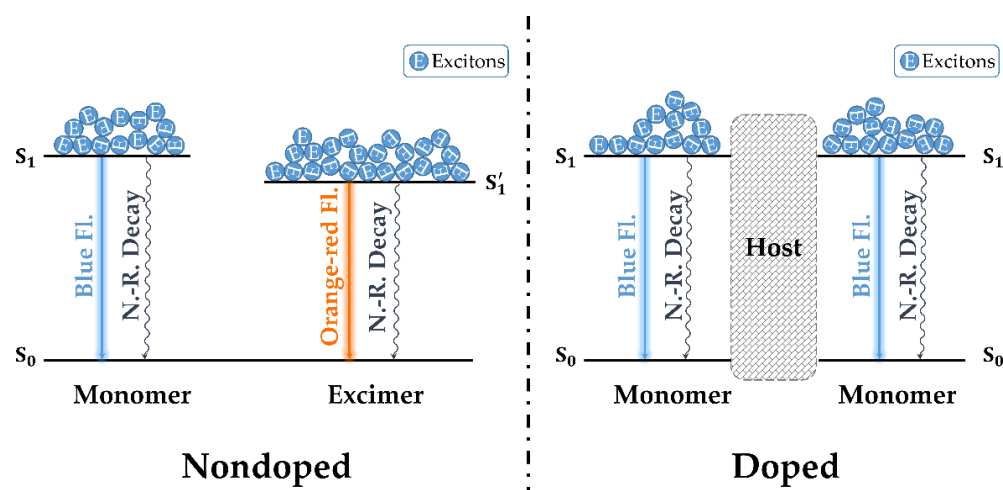 E Excitons
E Excitons
S₁
S₁′
S₁
S₁
Blue Fl.
N.-R. Decay
Orange-red Fl.
N.-R. Decay
Blue Fl.
N.-R. Decay
Host
Blue Fl.
N.-R. Decay
S₀
S₀
S₀
Monomer
Excimer
Monomer
Monomer
Nondoped
Doped